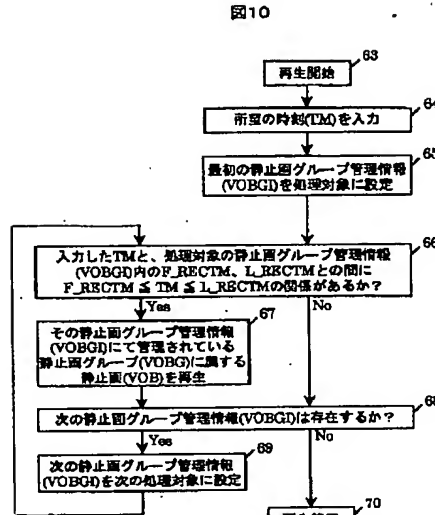 図10
63
再生開始
64
所望の時刻(TM)を入力
65
最初の静止画グループ管理情報
(VOBGI)を処理対象に設定
66
入力したTMと、処理対象の静止画グループ管理情報
(VOBGI)内のF_RECTM、L_RECTMとの間に
F_RECTM ≦ TM ≦ L_RECTMの関係があるか?
Yes
No
67
その静止画グループ管理情報
(VOBGI)にて管理されている
静止画グループ(VOBG)に関する
静止画(VOB)を再生
68
次の静止画グループ管理情報(VOBGI)は存在するか?
Yes
No
69
次の静止画グループ管理情報
(VOBGI)を次の処理対象に設定
70